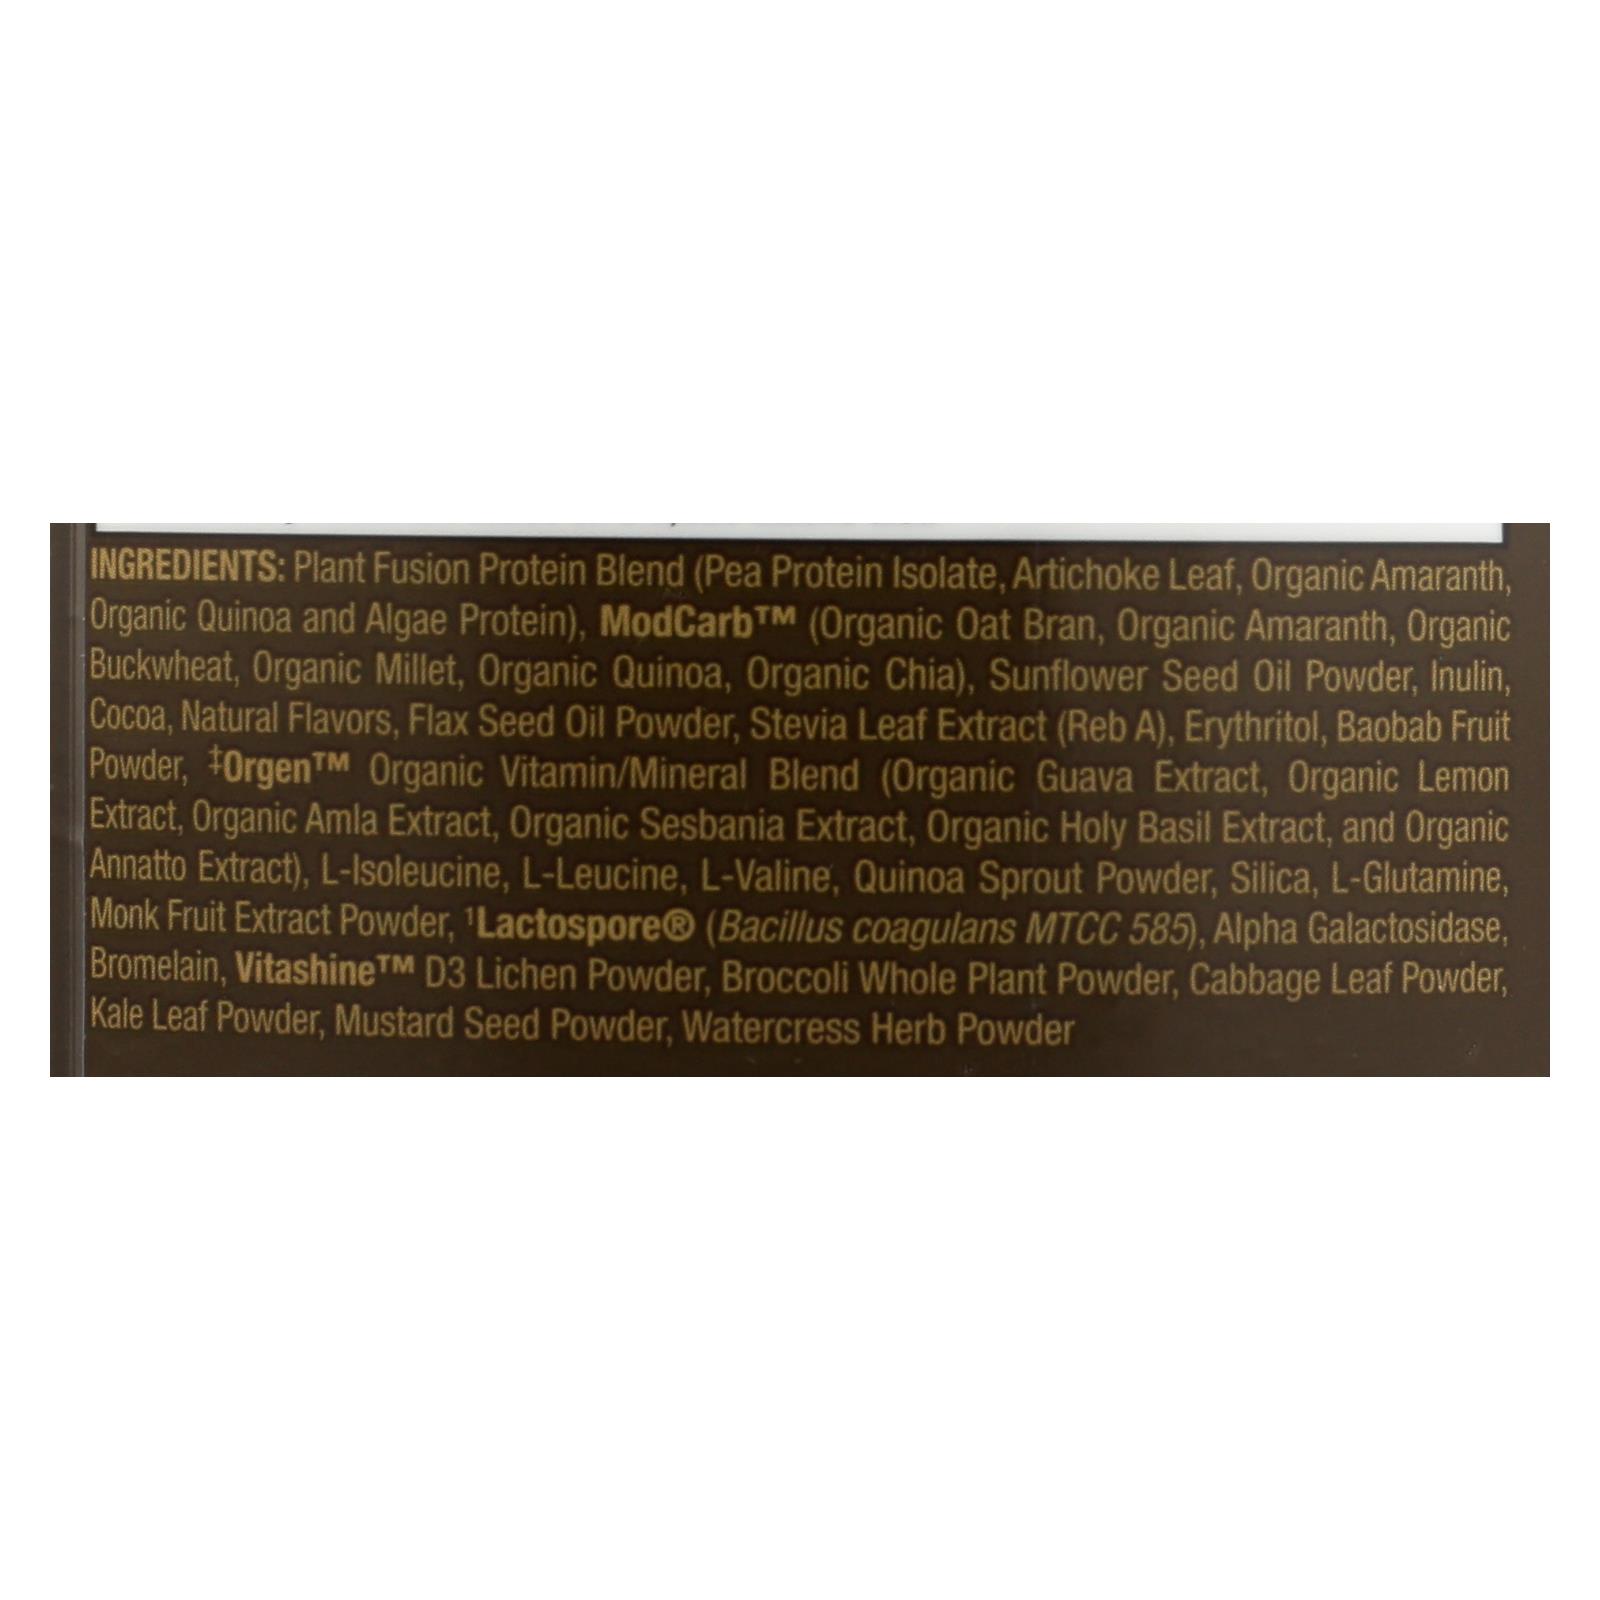 INGREDIENTS: Plant Fusion Protein Blend (Pea Protein Isolate, Artichoke Leaf, Organic Amaranth,
Organic Quinoa and Algae Protein), ModCarb™ (Organic Oat Bran, Organic Amaranth, Organic
Buckwheat, Organic Millet, Organic Quinoa, Organic Chia), Sunflower Seed Oil Powder, Inulin,
Cocoa, Natural Flavors, Flax Seed Oil Powder, Stevia Leaf Extract (Reb A), Erythritol, Baobab Fruit
Powder, ‡Orgen™ Organic Vitamin/Mineral Blend (Organic Guava Extract, Organic Lemon
Extract, Organic Amla Extract, Organic Sesbania Extract, Organic Holy Basil Extract, and Organic
Annatto Extract), L-Isoleucine, L-Leucine, L-Valine, Quinoa Sprout Powder, Silica, L-Glutamine,
Monk Fruit Extract Powder, ¹Lactospore® (Bacillus coagulans MTCC 585), Alpha Galactosidase,
Bromelain, Vitashine™ D3 Lichen Powder, Broccoli Whole Plant Powder, Cabbage Leaf Powder,
Kale Leaf Powder, Mustard Seed Powder, Watercress Herb Powder